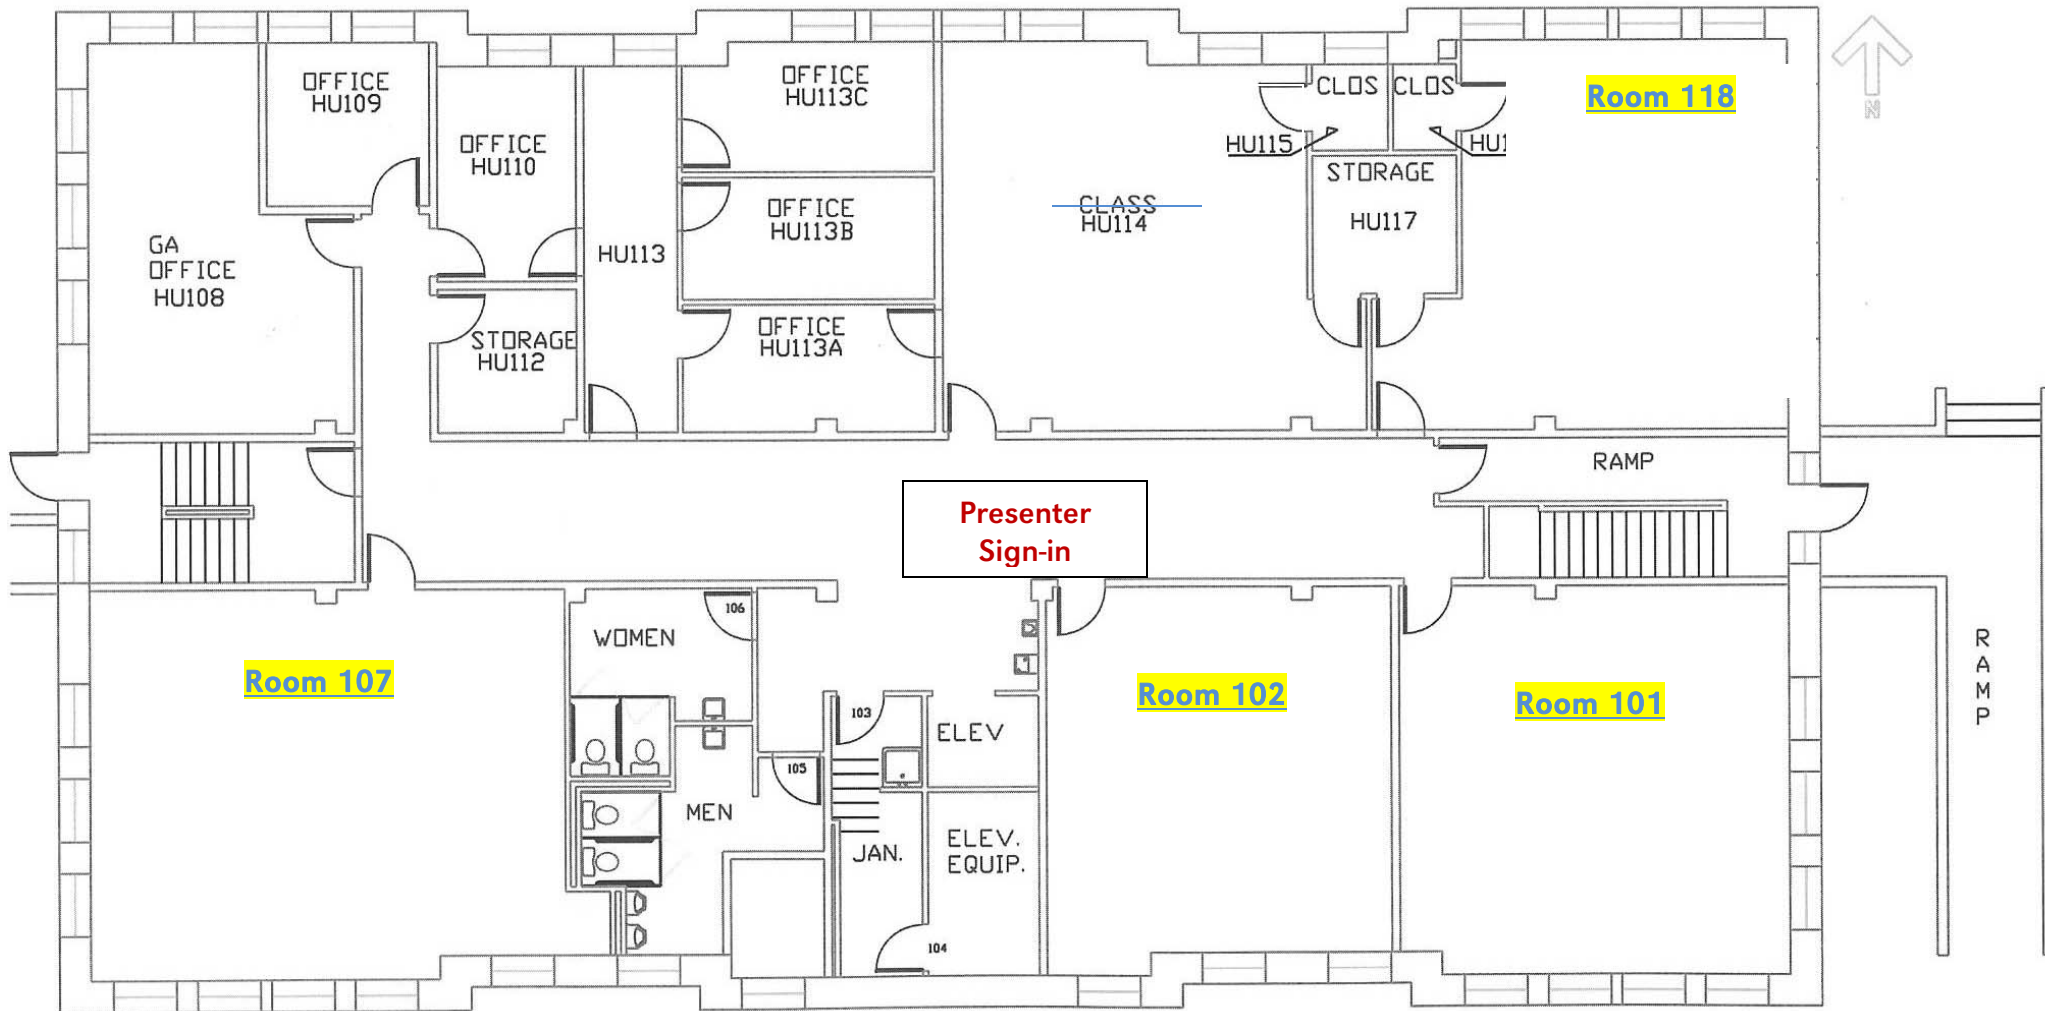 OFFICE
HU109
OFFICE
HU110
OFFICE
HU113C
CLOS
CLOS
Room 118
N
HU115
HU1
STORAGE
HU117
GA
OFFICE
HU108
HU113
OFFICE
HU113B
CLASS
HU114
STORAGE
HU112
OFFICE
HU113A
RAMP
Presenter
Sign-in
106
WOMEN
Room 107
103
ELEV
Room 102
Room 101
R
A
M
P
105
MEN
JAN.
ELEV.
EQUIP.
104